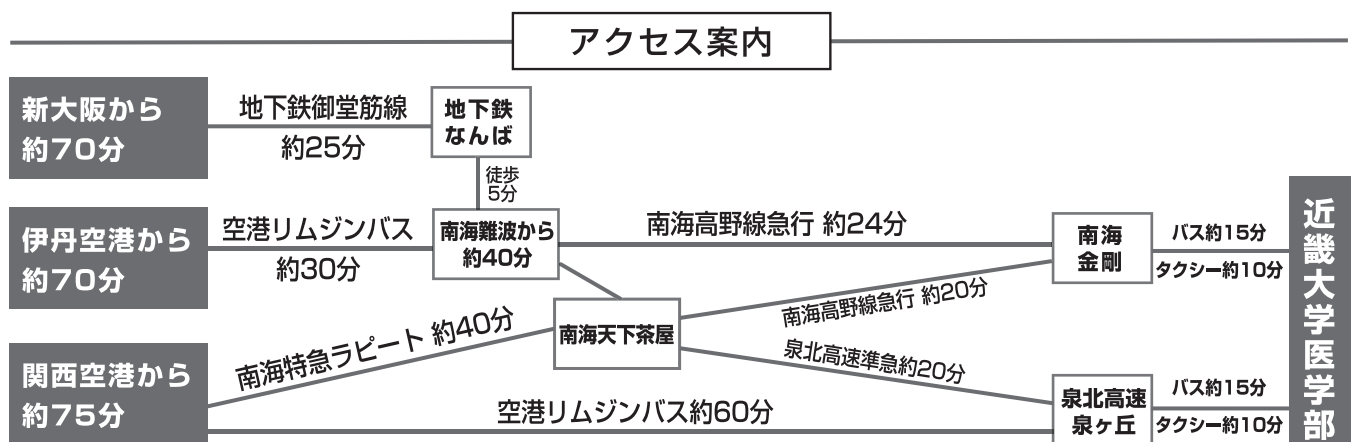 アクセス案内
新大阪から
約70分
地下鉄御堂筋線
約25分
地下鉄
なんば
徒歩
5分
伊丹空港から
約70分
空港リムジンバス
約30分
南海難波から
約40分
南海高野線急行 約24分
南海
金剛
バス約15分
タクシー約10分
近畿大学医学部
南海天下茶屋
南海高野線急行 約20分
南海特急ラピート 約40分
泉北高速準急約20分
関西空港から
約75分
空港リムジンバス約60分
泉北高速
泉ヶ丘
バス約15分
タクシー約10分